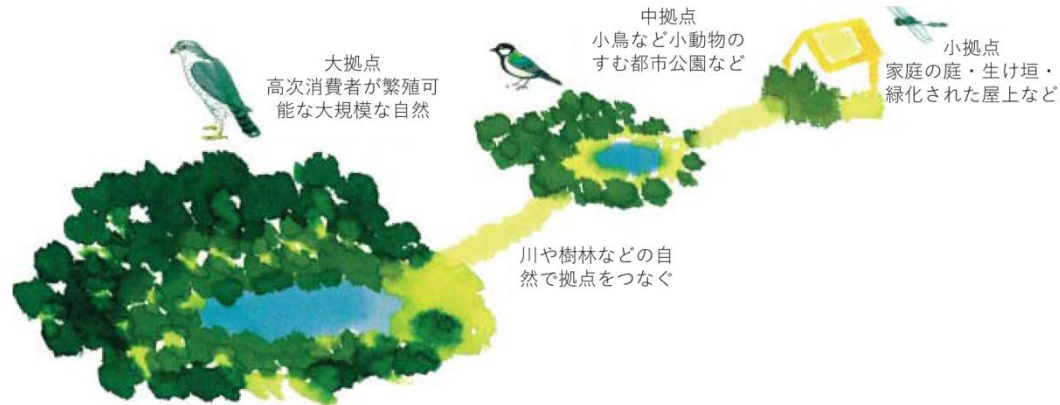 大拠点
高次消費者が繁殖可
能な大規模な自然
中拠点
小鳥など小動物の
すむ都市公園など
小拠点
家庭の庭・生け垣・
緑化された屋上など
川や樹林などの自
然で拠点をつなぐ